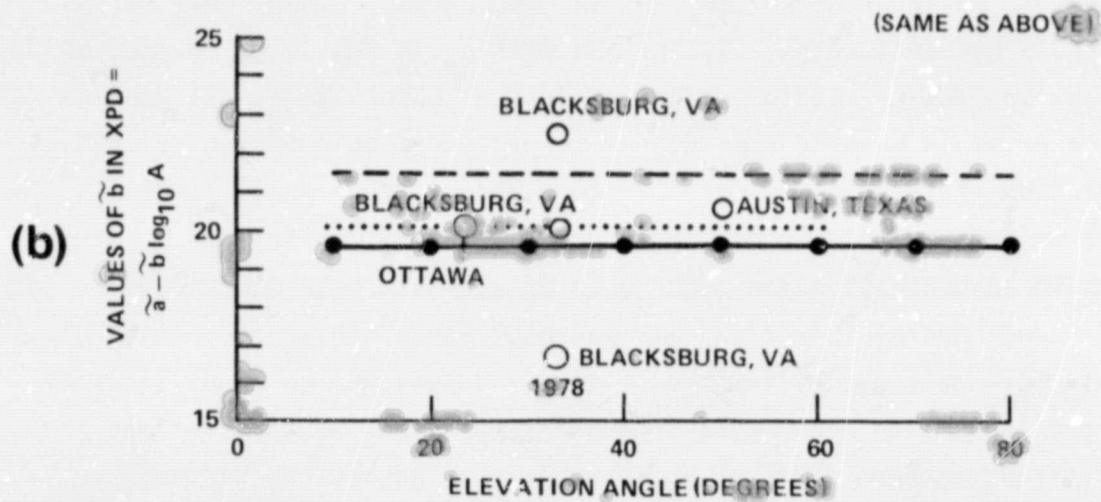 (SAME AS ABOVE)
25
BLACKSBURG, VA
VALUES OF b̃ IN XPD =
ã – b̃ log₁₀ A
(b)
BLACKSBURG, VA
AUSTIN, TEXAS
20
OTTAWA
BLACKSBURG, VA
1978
15
0 20 40 60 80
ELEVATION ANGLE (DEGREES)